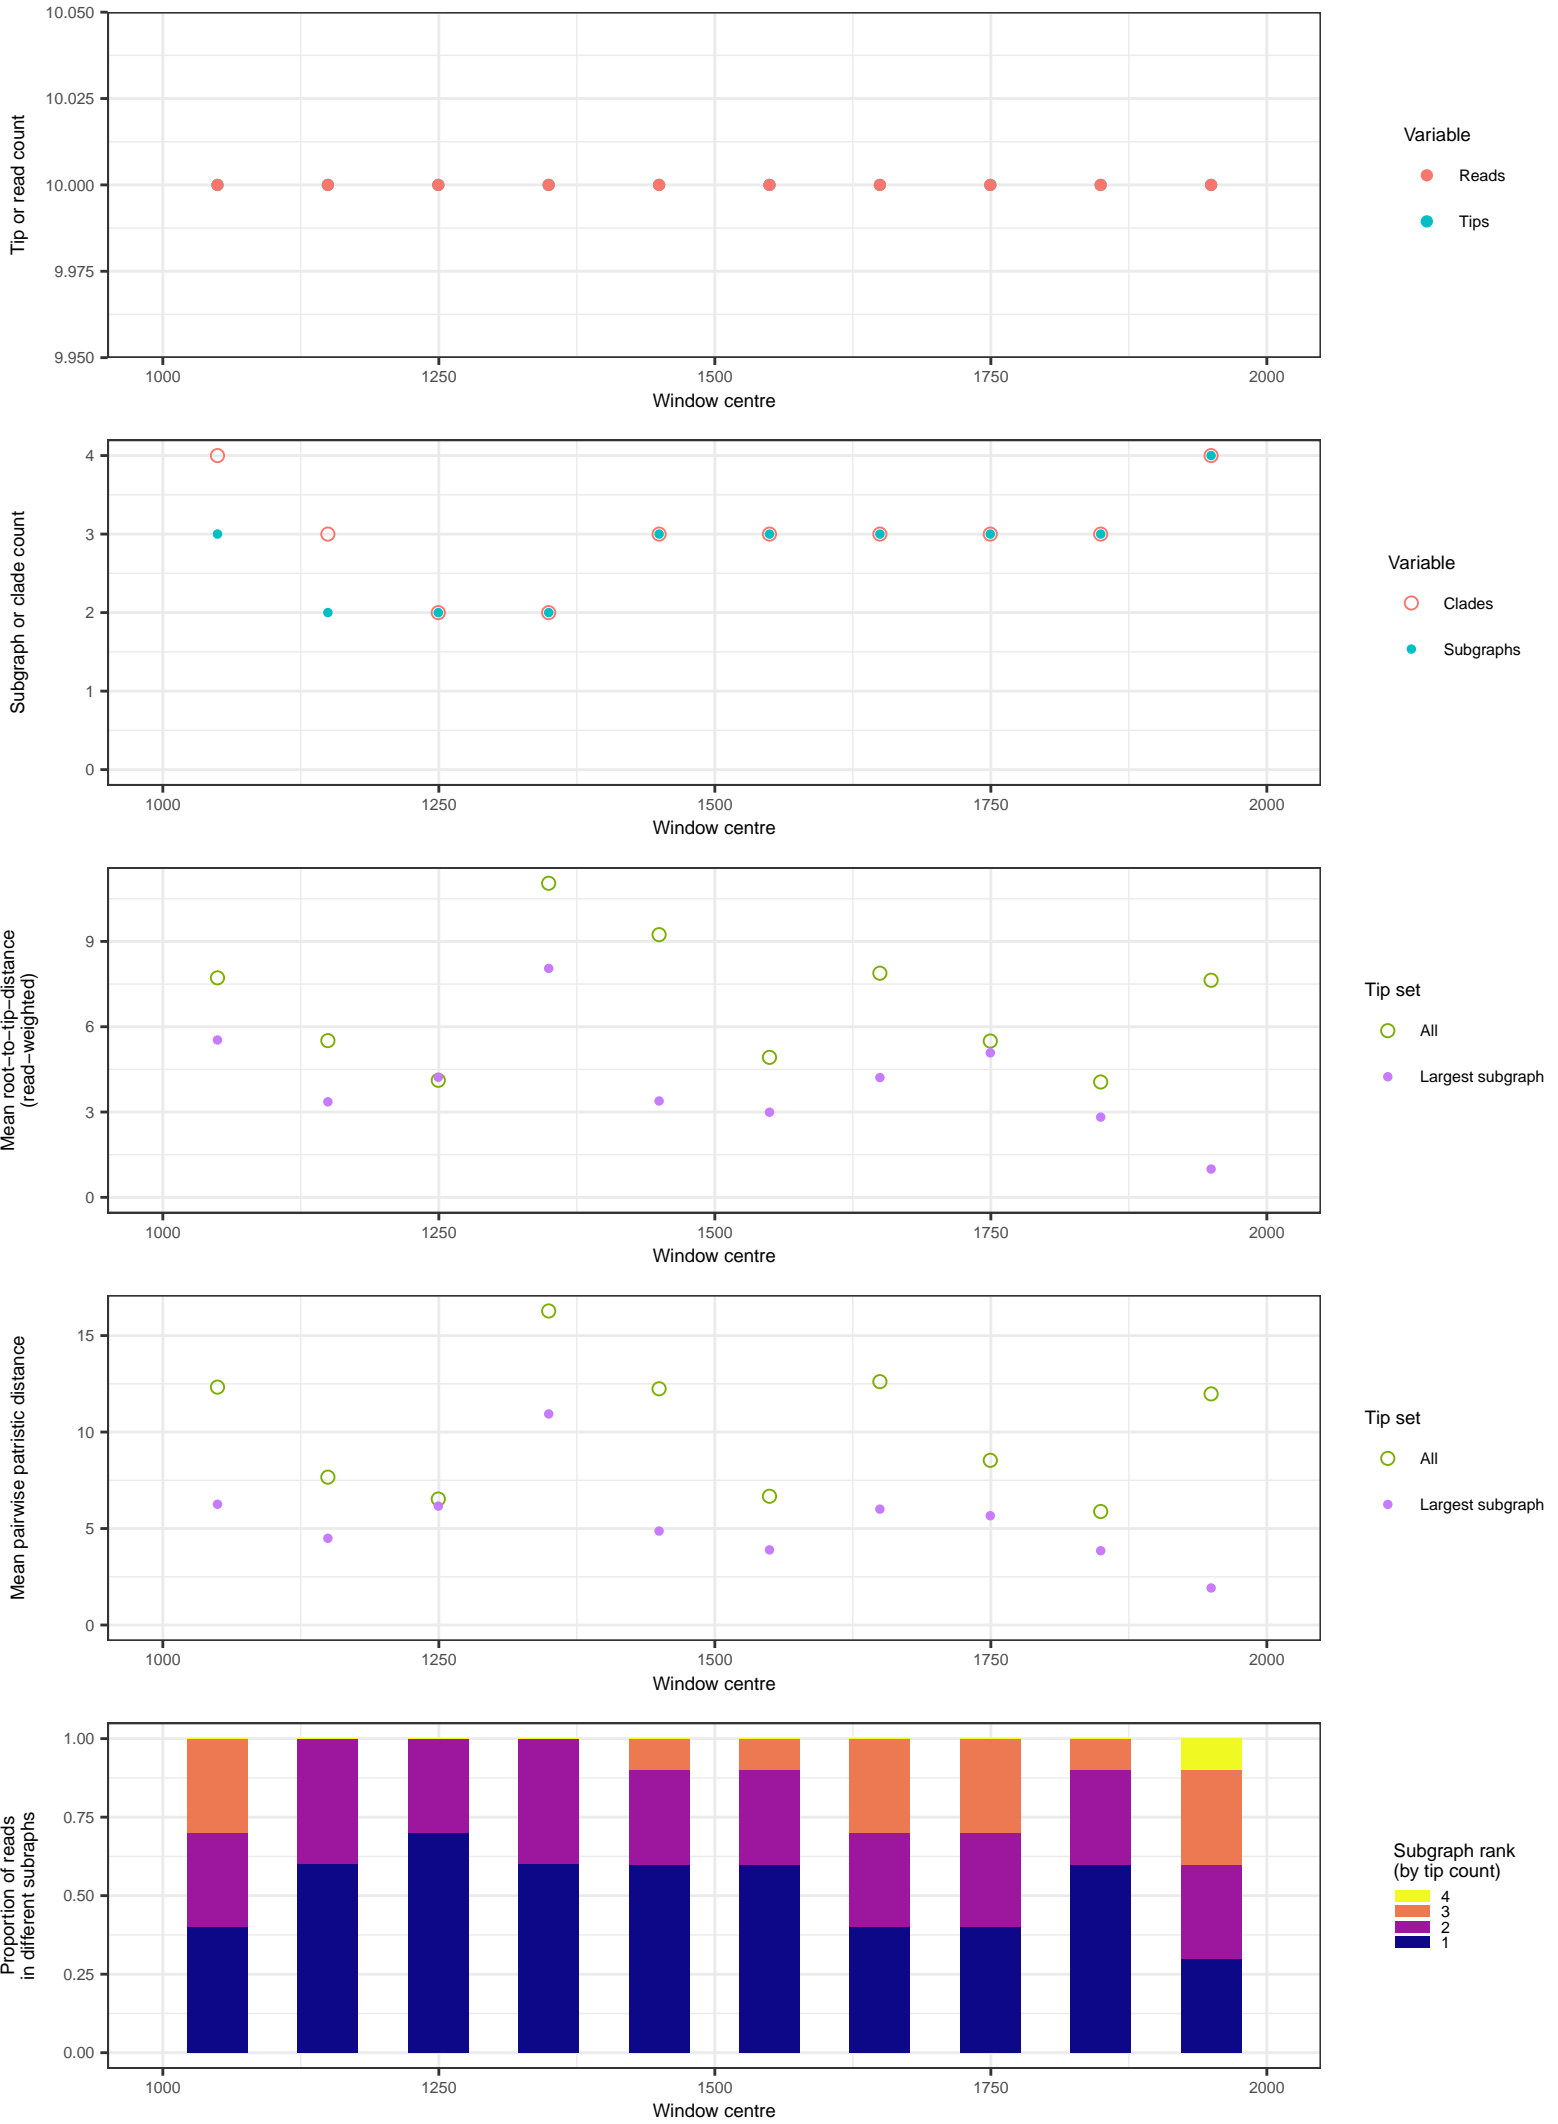 10.050
10.025
10.000
9.975
9.950
Tip or read count
1000 1250 1500 1750 2000
Window centre
Variable
Reads
Tips
4
3
2
1
0
Subgraph or clade count
1000 1250 1500 1750 2000
Window centre
Variable
Clades
Subgraphs
9
6
3
0
Mean root−to−tip−distance
(read−weighted)
1000 1250 1500 1750 2000
Window centre
Tip set
All
Largest subgraph
15
10
5
0
Mean pairwise patristic distance
1000 1250 1500 1750 2000
Window centre
Tip set
All
Largest subgraph
1.00
0.75
0.50
0.25
0.00
Proportion of reads
in different subraphs
1000 1250 1500 1750 2000
Window centre
Subgraph rank
(by tip count)
4
3
2
1